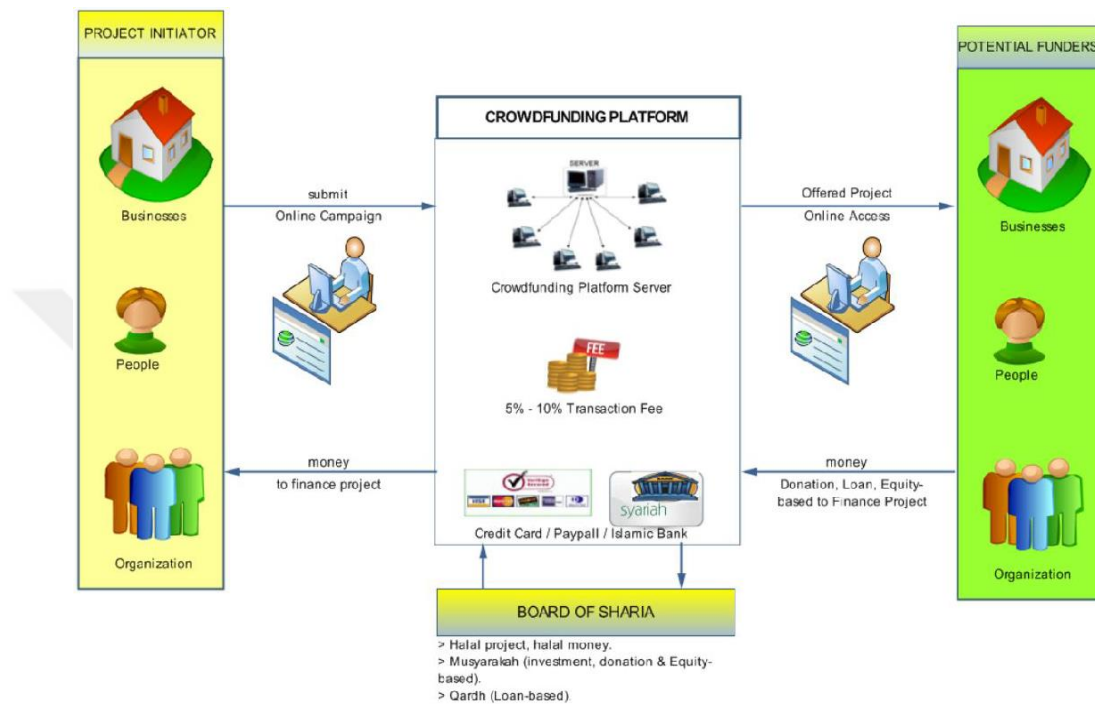 PROJECT INITIATOR
Businesses
People
Organization
submit
Online Campaign
money
to finance project
CROWDFUNDING PLATFORM
SERVER
Crowdfunding Platform Server
FEE
5% - 10% Transaction Fee
VISA
syariah
Credit Card / Paypall / Islamic Bank
Offered Project
Online Access
money
Donation, Loan, Equity-
based to Finance Project
POTENTIAL FUNDERS
Businesses
People
Organization
BOARD OF SHARIA
> Halal project, halal money.
> Musyarakah (investment, donation & Equity-
based).
> Qardh (Loan-based).